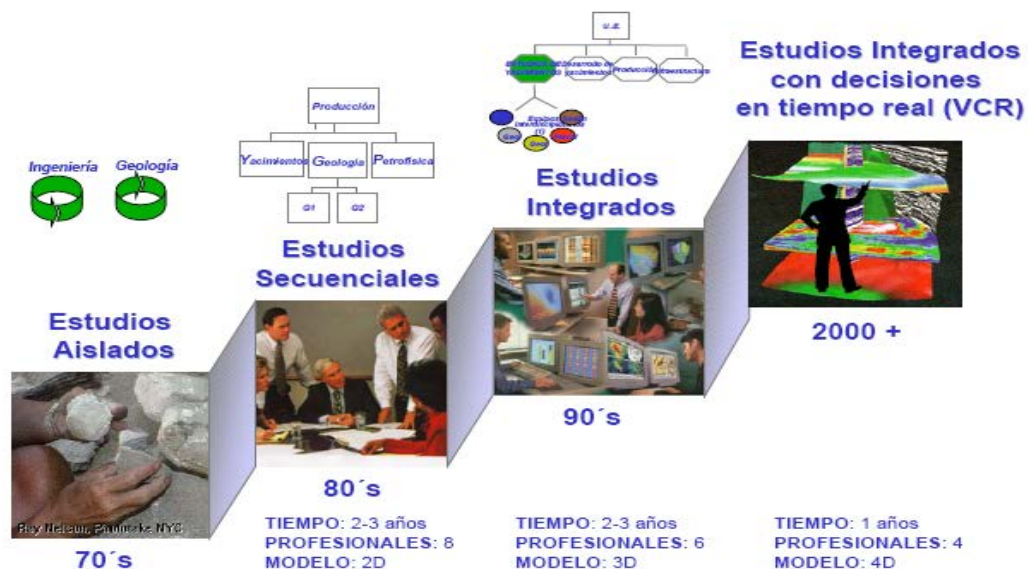 Ingeniería
Geología
Estudios
Aislados
70´s
Producción
Yacimientos
Geología
Petrofísica
G1
G2
Estudios
Secuenciales
80´s
TIEMPO: 2-3 años
PROFESIONALES: 8
MODELO: 2D
Estudios
Integrados
90´s
TIEMPO: 2-3 años
PROFESIONALES: 6
MODELO: 3D
Estudios Integrados
con decisiones
en tiempo real (VCR)
2000 +
TIEMPO: 1 años
PROFESIONALES: 4
MODELO: 4D